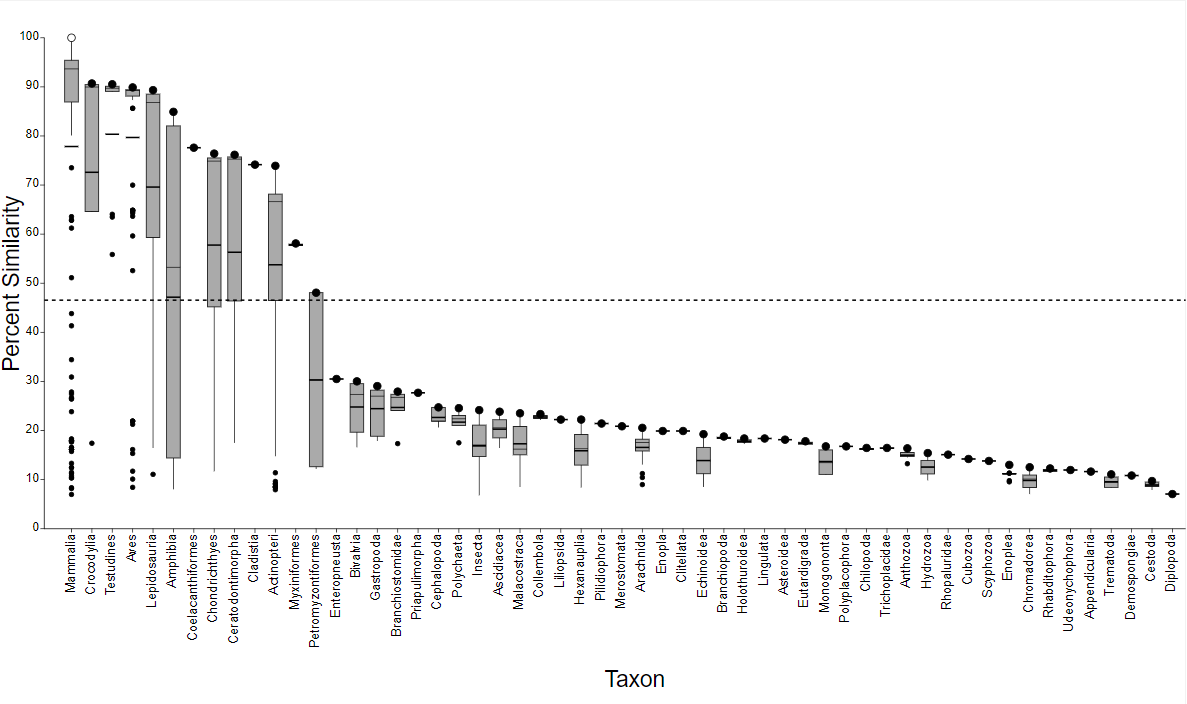 100
90
80
70
60
50
40
30
20
10
0
Percent Similarity
Mammalia
Crocodylia
Testudines
Aves
Lepidosauria
Amphibia
Coelacanthiformes
Chondrichthyes
Ceratodontimorpha
Cladistia
Actinopteri
Myxiniformes
Petromyzontiformes
Enteropneusta
Bivalvia
Gastropoda
Branchiostomidae
Priapulimorpha
Cephalopoda
Polychaeta
Insecta
Ascidiacea
Malacostraca
Collembola
Liliopsida
Hexanauplia
Pilidiophora
Merostomata
Arachnida
Enopla
Clitellata
Echinoidea
Branchiopoda
Holothuroidea
Lingulata
Asteroidea
Eutardigrada
Monogononta
Polyplacophora
Chilopoda
Trichoplacidae
Anthozoa
Hydrozoa
Rhopaluridae
Cubozoa
Scyphozoa
Enoplea
Chromadorea
Rhabditophora
Udeonychophora
Appendicularia
Trematoda
Demospongiae
Cestoda
Diplopoda
Taxon